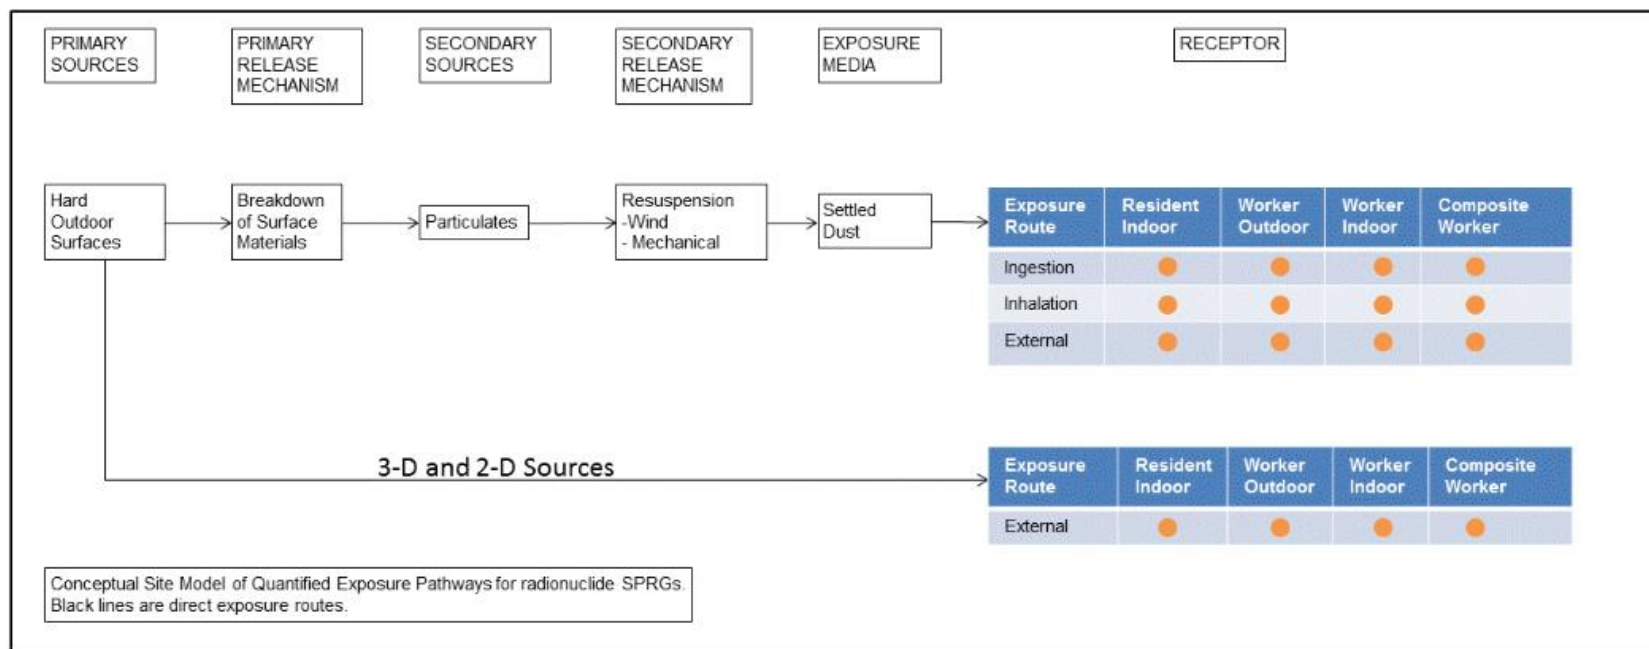 PRIMARY
SOURCES
PRIMARY
RELEASE
MECHANISM
SECONDARY
SOURCES
SECONDARY
RELEASE
MECHANISM
EXPOSURE
MEDIA
RECEPTOR
Hard
Outdoor
Surfaces
Breakdown
of Surface
Materials
Particulates
Resuspension
-Wind
- Mechanical
Settled
Dust
Exposure Route Resident Indoor Worker Outdoor Worker Indoor Composite Worker
Ingestion
Inhalation
External
3-D and 2-D Sources
Exposure Route Resident Indoor Worker Outdoor Worker Indoor Composite Worker
External
Conceptual Site Model of Quantified Exposure Pathways for radionuclide SPRGs.
Black lines are direct exposure routes.